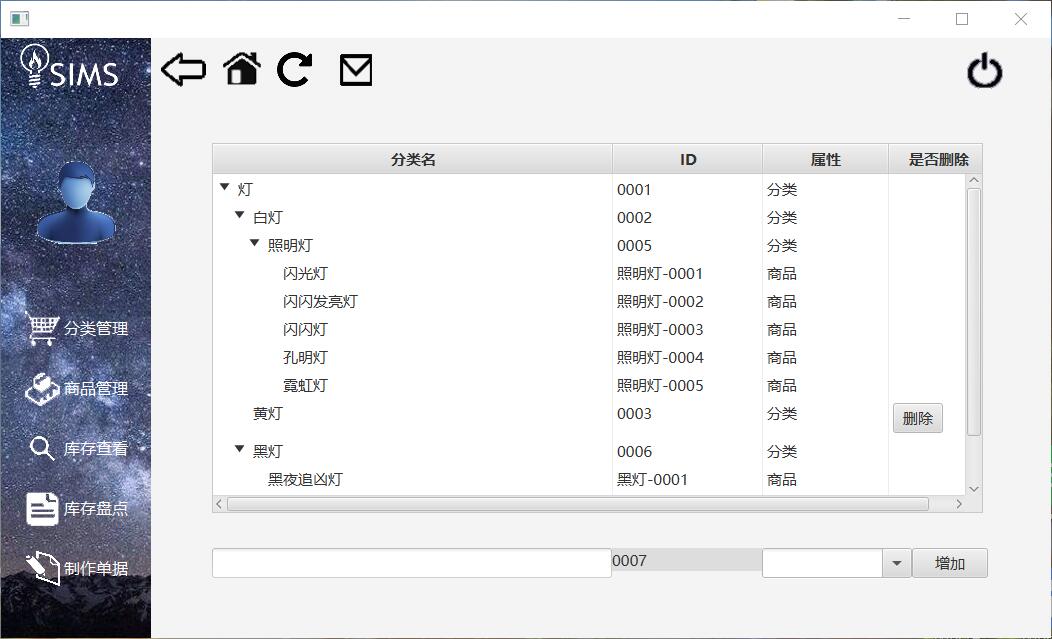 SIMS
分类管理
商品管理
库存查看
库存盘点
制作单据
分类名 ID 属性 是否删除
灯 0001 分类
白灯 0002 分类
照明灯 0005 分类
闪光灯 照明灯-0001 商品
闪闪发亮灯 照明灯-0002 商品
闪闪灯 照明灯-0003 商品
孔明灯 照明灯-0004 商品
霓虹灯 照明灯-0005 商品
黄灯 0003 分类 删除
黑灯 0006 分类
黑夜追凶灯 黑灯-0001 商品
0007 增加